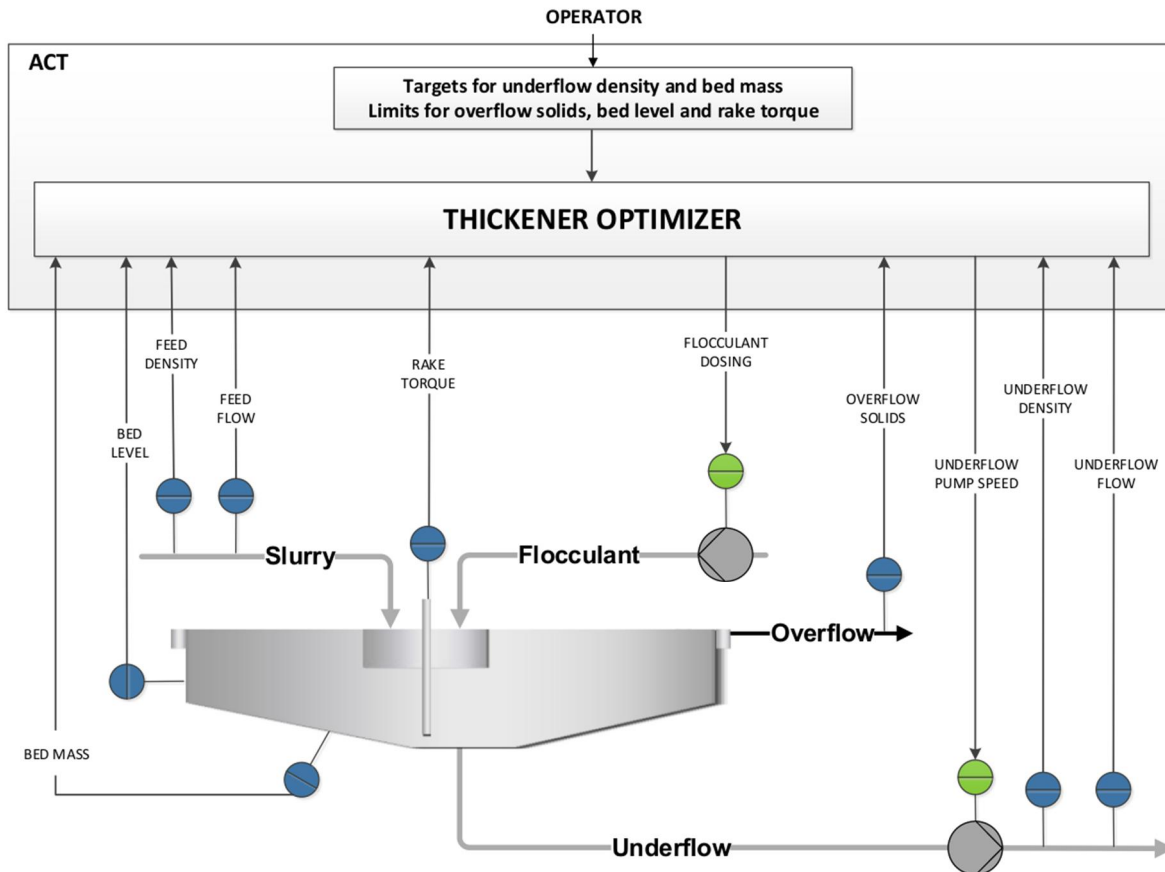 OPERATOR
ACT
Targets for underflow density and bed mass
Limits for overflow solids, bed level and rake torque
THICKENER OPTIMIZER
FEED
DENSITY
FEED
FLOW
BED
LEVEL
RAKE
TORQUE
FLOCCULANT
DOSING
OVERFLOW
SOLIDS
UNDERFLOW
PUMP SPEED
UNDERFLOW
DENSITY
UNDERFLOW
FLOW
Slurry
Flocculant
Overflow
BED MASS
Underflow